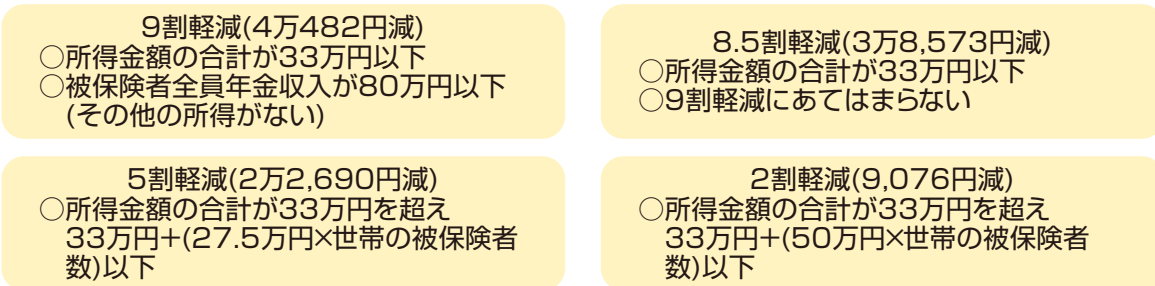 9割軽減(4万482円減)
○所得金額の合計が33万円以下
○被保険者全員年金収入が80万円以下
(その他の所得がない)
8.5割軽減(3万8,573円減)
○所得金額の合計が33万円以下
○9割軽減にあてはまらない
5割軽減(2万2,690円減)
○所得金額の合計が33万円を超え
33万円+(27.5万円×世帯の被保険者
数)以下
2割軽減(9,076円減)
○所得金額の合計が33万円を超え
33万円+(50万円×世帯の被保険者
数)以下